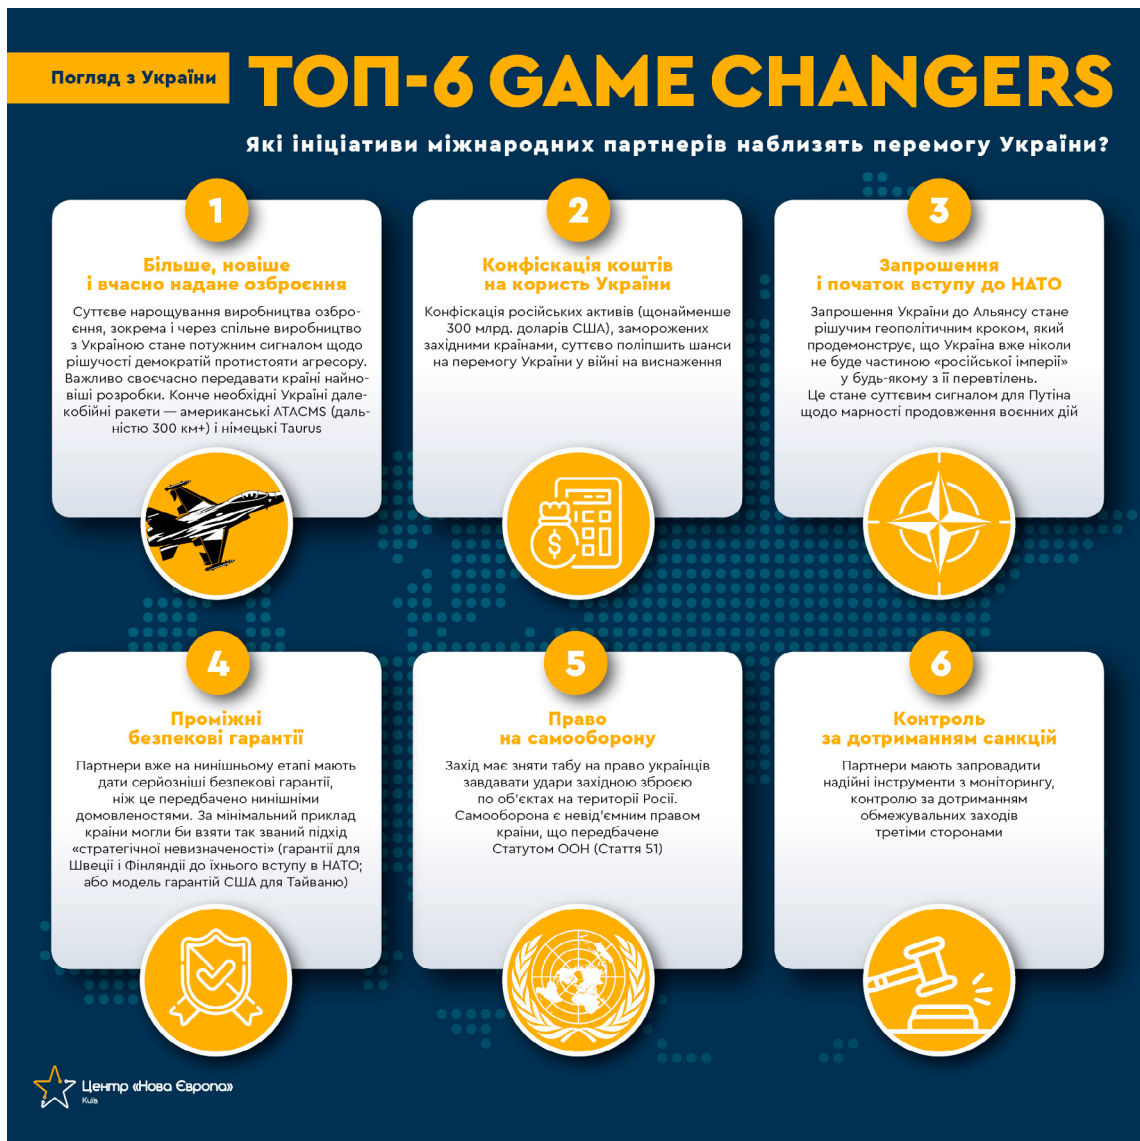 Погляд з України
ТОП-6 GAME CHANGERS
Які ініціативи міжнародних партнерів наблизять перемогу України?
1
Більше, новіше
і вчасно надане озброєння
Суттєве нарощування виробництва озбро-
єння, зокрема і через спільне виробництво
з Україною стане потужним сигналом щодо
рішучості демократій протистояти агресору.
Важливо своєчасно передавати країні найно-
віші розробки. Конче необхідні Україні дале-
кобійні ракети — американські ATACMS (даль-
ністю 300 км+) і німецькі Taurus
2
Конфіскація коштів
на користь України
Конфіскація російських активів (щонайменше
300 млрд. доларів США), заморожених
західними країнами, суттєво поліпшить шанси
на перемогу України у війні на виснаження
$
3
Запрошення
і початок вступу до НАТО
Запрошення України до Альянсу стане
рішучим геополітичним кроком, який
продемонструє, що Україна вже ніколи
не буде частиною «російської імперії»
у будь-якому з її перевтілень.
Це стане суттєвим сигналом для Путіна
щодо марності продовження воєнних дій
4
Проміжні
безпекові гарантії
Партнери вже на нинішньому етапі мають
дати серйозніші безпекові гарантії,
ніж це передбачено нинішніми
домовленостями. За мінімальний приклад
країни могли би взяти так званий підхід
«стратегічної невизначеності» (гарантії для
Швеції і Фінляндії до їхнього вступу в НАТО;
або модель гарантій США для Тайваню)
5
Право
на самооборону
Захід має зняти табу на право українців
завдавати удари західною зброєю
по об’єктах на території Росії.
Самооборона є невід’ємним правом
країни, що передбачене
Статутом ООН (Стаття 51)
6
Контроль
за дотриманням санкцій
Партнери мають запровадити
надійні інструменти з моніторингу,
контролю за дотриманням
обмежувальних заходів
третіми сторонами
Центр «Нова Європа»
Київ